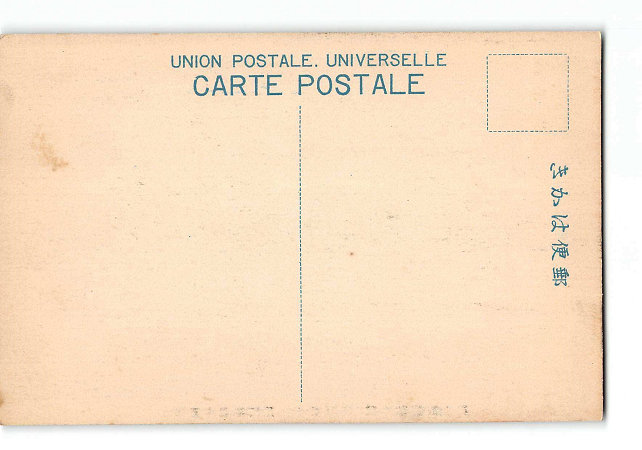 UNION POSTALE. UNIVERSELLE
CARTE POSTALE
きかは便郵